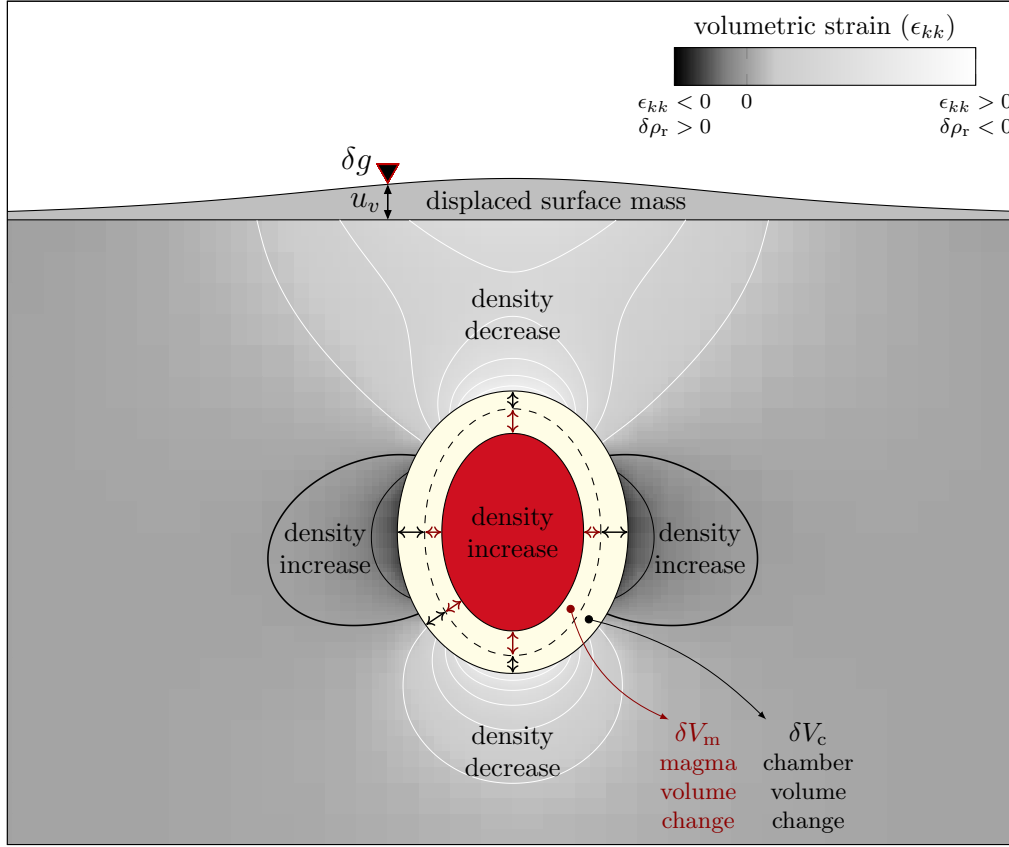 volumetric strain (ϵ_kk)
ϵ_kk < 0 0 ϵ_kk > 0
δρ_r > 0 δρ_r < 0
δg
u_v displaced surface mass
density
decrease
density density density
increase increase increase
density
decrease
δV_m δV_c
magma chamber
volume volume
change change